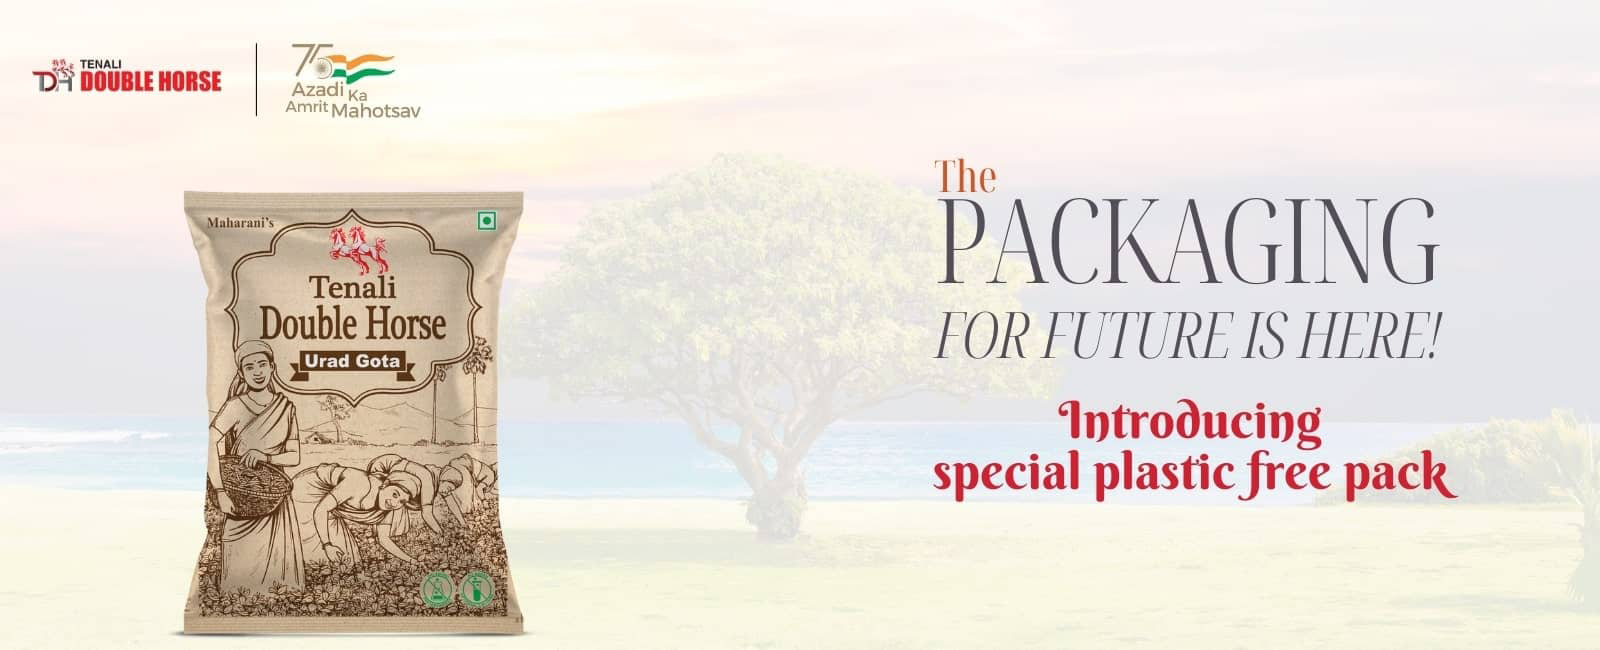 TENALI
DOUBLE HORSE
75
Azadi Ka
Amrit Mahotsav
Maharani's
Tenali
Double Horse
Urad Gota
The
PACKAGING
FOR FUTURE IS HERE!
Introducing
special plastic free pack